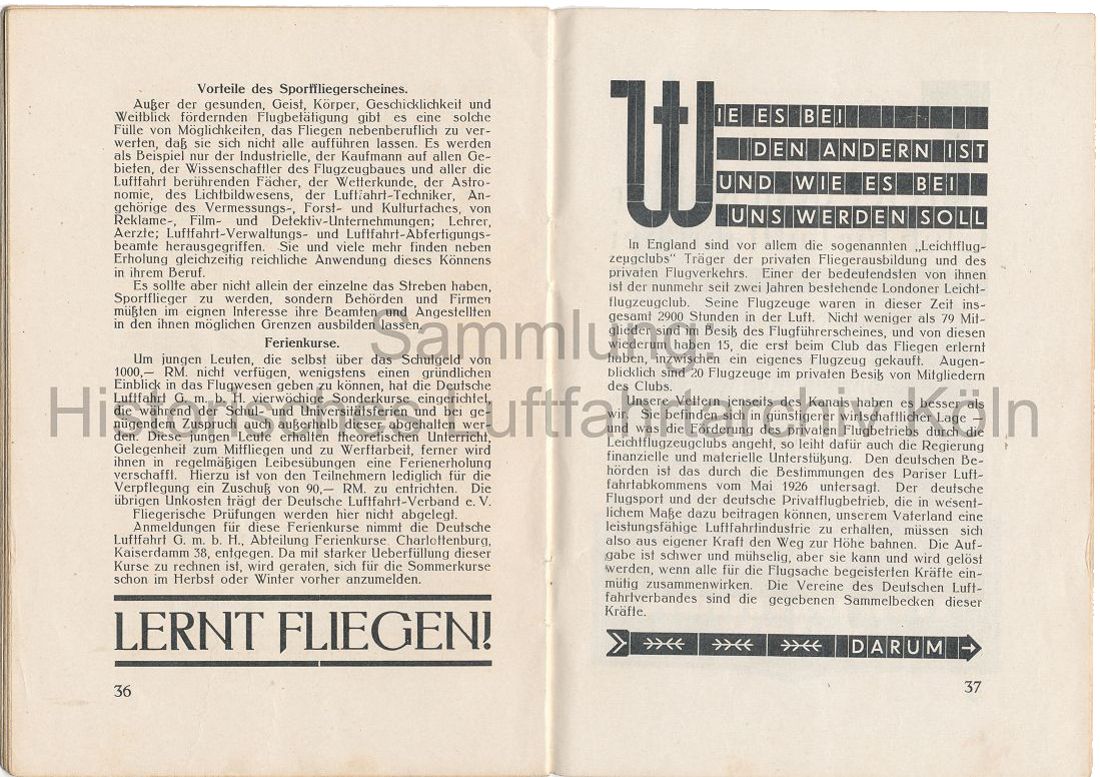 Vorteile des Sportfliegerscheines.
Außer der gesunden, Geist, Körper, Geschicklichkeit und
Weitblick fördernden Flugbetätigung gibt es eine solche
Fülle von Möglichkeiten, das Fliegen nebenberuflich zu ver-
werten, daß sie sich nicht alle aufführen lassen. Es werden
als Beispiel nur der Industrielle, der Kaufmann auf allen Ge-
bieten, der Wissenschaftler des Flugzeugbaues und aller die
Luftfahrt berührenden Fächer, der Wetterkunde, der Astro-
nomie, des Lichtbildwesens, der Luftfahrt-Techniker, An-
gehörige des Vermessungs-, Forst- und Kulturfaches, von
Reklame-, Film- und Detektiv-Unternehmungen; Lehrer,
Aerzte; Luftfahrt-Verwaltungs- und Luftfahrt-Abfertigungs-
beamte herausgegriffen. Sie und viele mehr finden neben
Erholung gleichzeitig reichliche Anwendung dieses Könnens
in ihrem Beruf.
Es sollte aber nicht allein der einzelne das Streben haben,
Sportflieger zu werden, sondern Behörden und Firmen
müßten im eignen Interesse ihre Beamten und Angestellten
in den ihnen möglichen Grenzen ausbilden lassen.
Ferienkurse.
Um jungen Leuten, die selbst über das Schulgeld von
1000,— RM. nicht verfügen, wenigstens einen gründlichen
Einblick in das Flugwesen geben zu können, hat die Deutsche
Luftfahrt G. m. b. H. vierwöchige Sonderkurse eingerichtet,
die während der Schul- und Universitätsferien und bei ge-
nügendem Zuspruch auch außerhalb dieser abgehalten wer-
den. Diese jungen Leute erhalten theoretischen Unterricht,
Gelegenheit zum Mitfliegen und zu Werftarbeit, ferner wird
ihnen in regelmäßigen Leibesübungen eine Ferienerholung
verschafft. Hierzu ist von den Teilnehmern lediglich für die
Verpflegung ein Zuschuß von 90,— RM. zu entrichten. Die
übrigen Unkosten trägt der Deutsche Luftfahrt-Verband e. V.
Fliegerische Prüfungen werden hier nicht abgelegt.
Anmeldungen für diese Ferienkurse nimmt die Deutsche
Luftfahrt G. m. b. H., Abteilung Ferienkurse Charlottenburg,
Kaiserdamm 38, entgegen. Da mit starker Ueberfüllung dieser
Kurse zu rechnen ist, wird geraten, sich für die Sommerkurse
schon im Herbst oder Winter vorher anzumelden.
LERNT FLIEGEN!
36
WIE ES BEI
DEN ANDERN IST
UND WIE ES BEI
UNS WERDEN SOLL
In England sind vor allem die sogenannten „Leichtflug-
zeugclubs" Träger der privaten Fliegerausbildung und des
privaten Flugverkehrs. Einer der bedeutendsten von ihnen
ist der nunmehr seit zwei Jahren bestehende Londoner Leicht-
flugzeugclub. Seine Flugzeuge waren in dieser Zeit ins-
gesamt 2900 Stunden in der Luft. Nicht weniger als 79 Mit-
glieder sind im Besitz des Flugführerscheines, und von diesen
wiederum haben 15, die erst beim Club das Fliegen erlernt
haben, inzwischen ein eigenes Flugzeug gekauft. Augen-
blicklich sind 20 Flugzeuge im privaten Besitz von Mitgliedern
des Clubs.
Unsere Vettern jenseits des Kanals haben es besser als
wir. Sie befinden sich in günstigerer wirtschaftlicher Lage —
und was die Förderung des privaten Flugbetriebs durch die
Leichtflugzeugclubs angeht, so leiht dafür auch die Regierung
finanzielle und materielle Unterstützung. Den deutschen Be-
hörden ist das durch die Bestimmungen des Pariser Luft-
fahrtabkommens vom Mai 1926 untersagt. Der deutsche
Flugsport und der deutsche Privatflugbetrieb, die in wesent-
lichem Maße dazu beitragen können, unserem Vaterland eine
leistungsfähige Luftfahrtindustrie zu erhalten, müssen sich
also aus eigener Kraft den Weg zur Höhe bahnen. Die Auf-
gabe ist schwer und mühselig, aber sie kann und wird gelöst
werden, wenn alle für die Flugsache begeisterten Kräfte ein-
mütig zusammenwirken. Die Vereine des Deutschen Luft-
fahrtverbandes sind die gegebenen Sammelbecken dieser
Kräfte.
DARUM
37
Sammlung:
Historisches Luftfahrtarchiv Köln